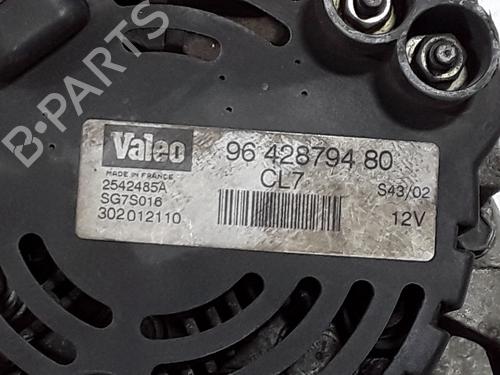 B-PARTS
Valeo
MADE IN FRANCE
2542485A
SG7S016
302012110
96 428794 80
CL7
S43/02
12V